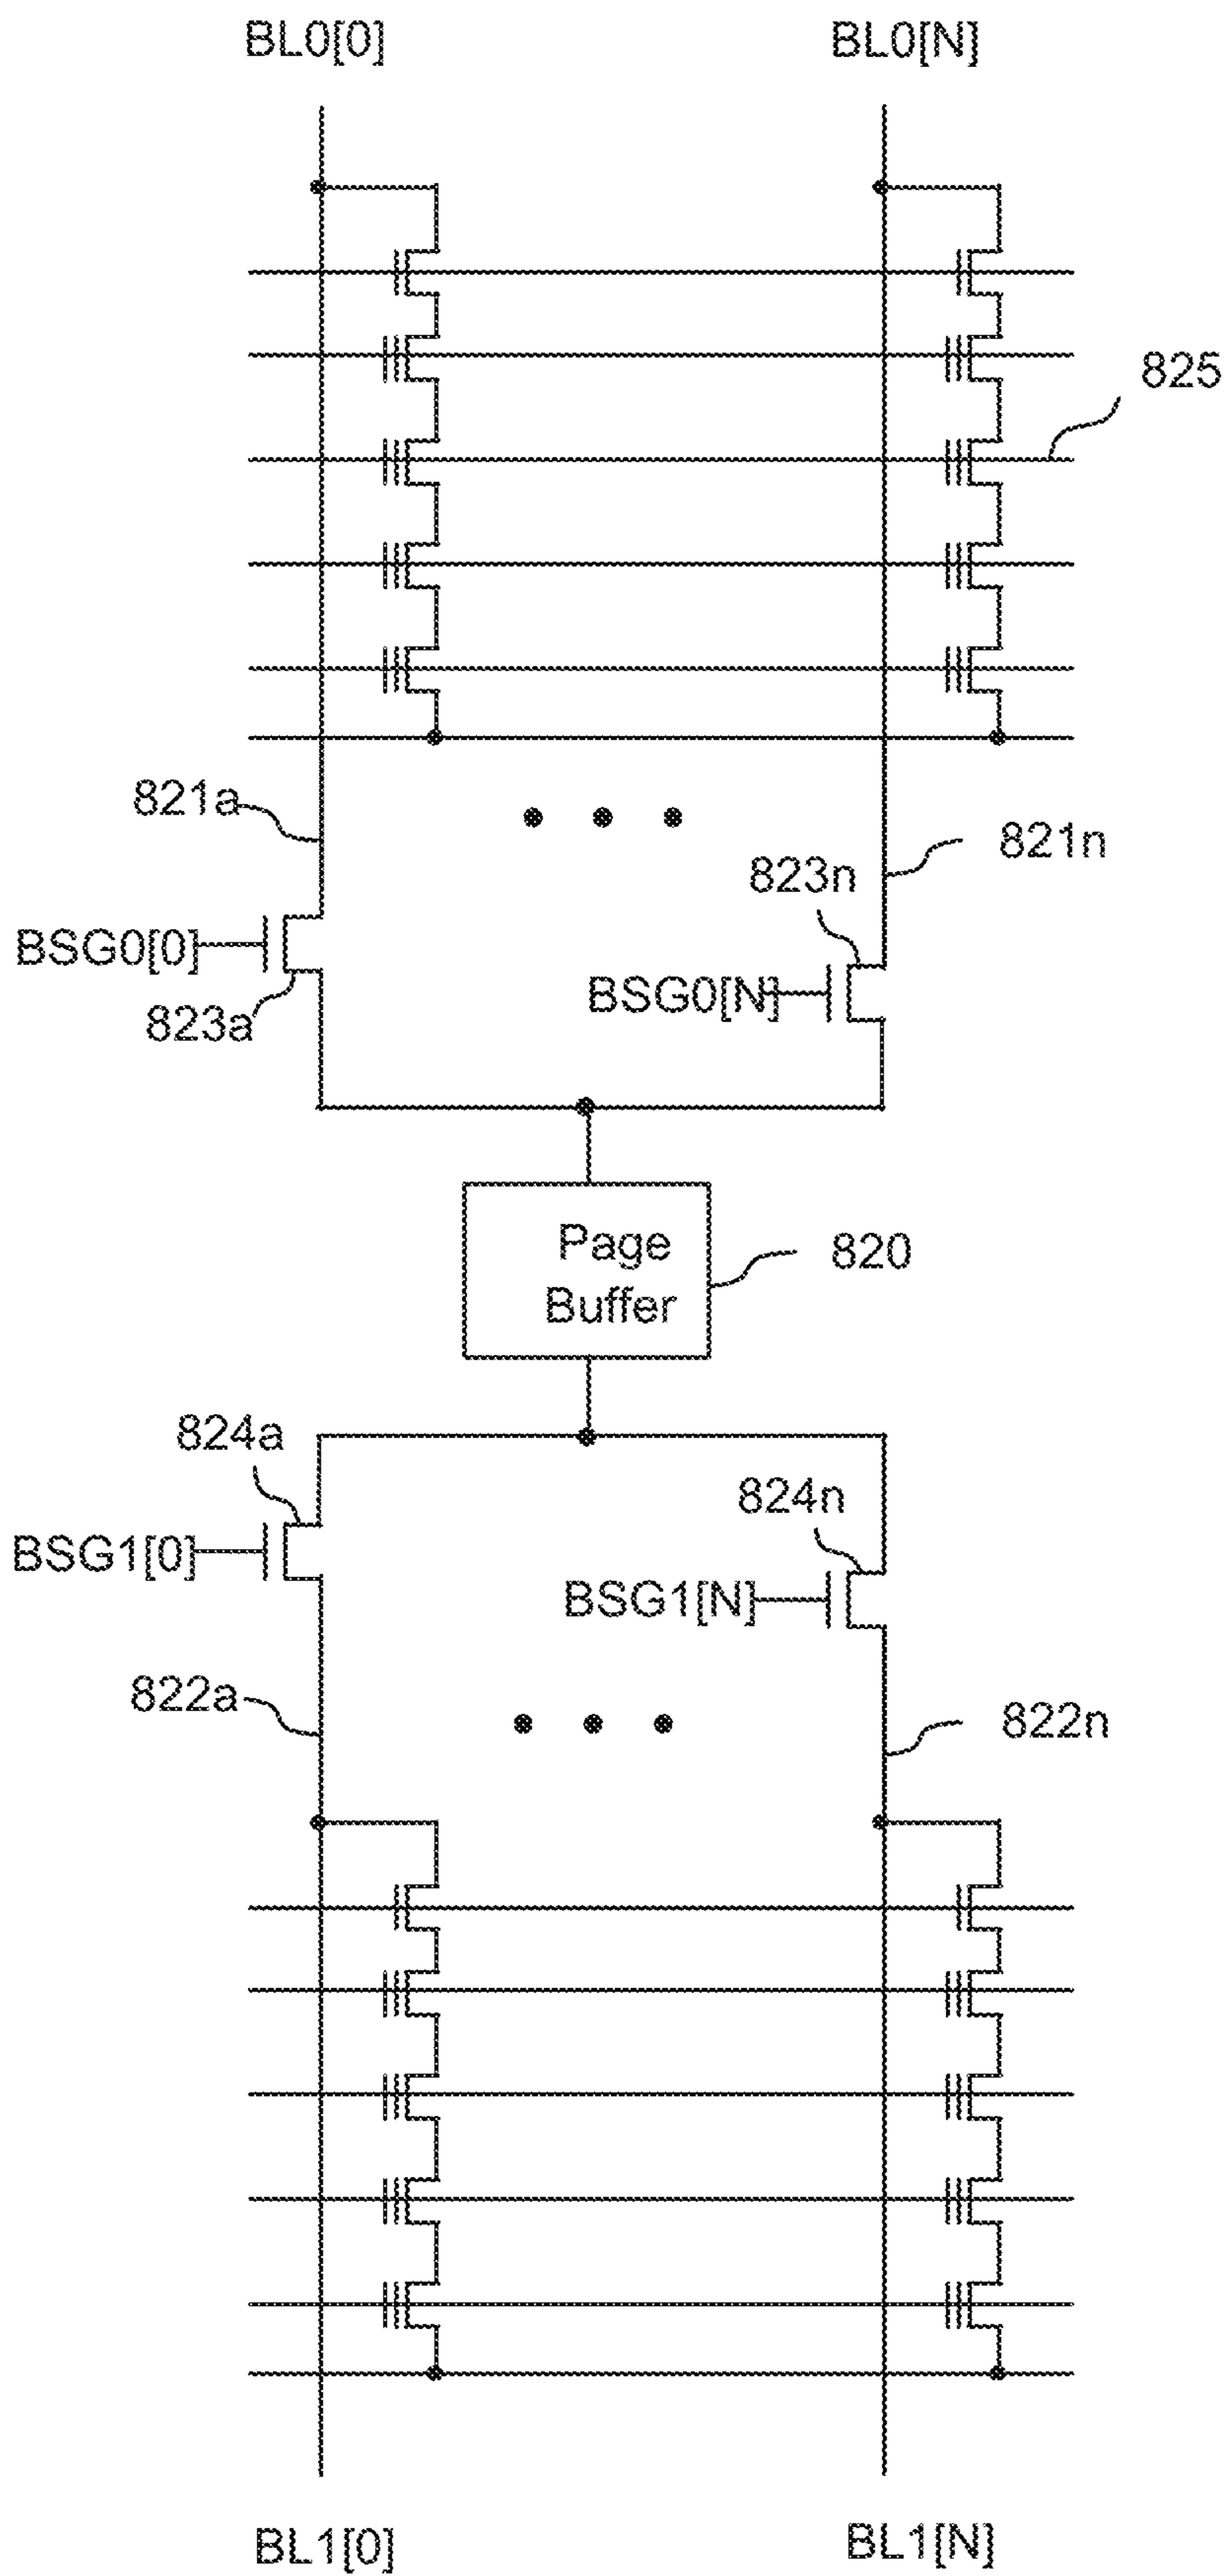 BL0[0]
BL0[N]
825
821a
821n
823n
BSG0[0]
BSG0[N]
823a
Page
Buffer
820
824a
824n
BSG1[0]
BSG1[N]
822a
822n
BL1[0]
BL1[N]